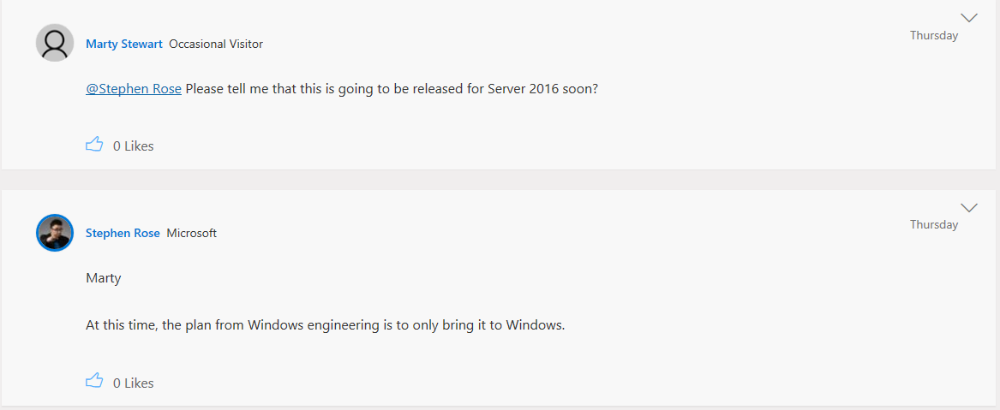 Thursday
Marty Stewart Occasional Visitor
@Stephen Rose Please tell me that this is going to be released for Server 2016 soon?
0 Likes
Thursday
Stephen Rose Microsoft
Marty
At this time, the plan from Windows engineering is to only bring it to Windows.
0 Likes